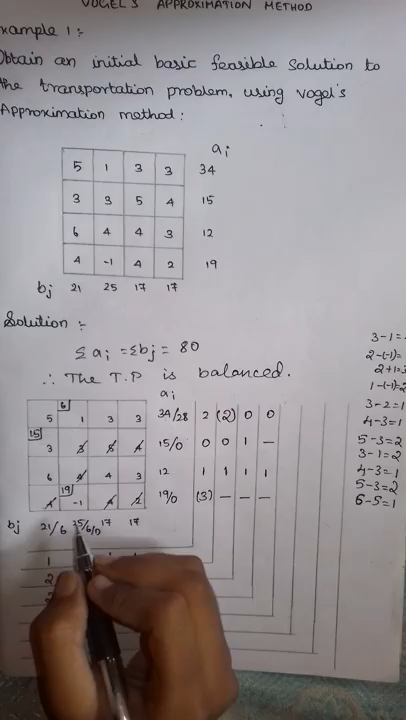 VOGEL'S APPROXIMATION METHOD
xample 1 :-
Obtain an initial basic feasible solution to
the transportation problem, using vogel's
Approximation method :
ai
5 1 3 3 34
3 3 5 4 15
6 4 4 3 12
4 -1 4 2 19
bj 21 25 17 17
Solution :-
Σai = Σbj = 80
∴ The T.P is balanced.
ai
6
5 1 3 3 34/28 2 (2) 0 0
15
3 3 5 4 15/0 0 0 1 –
6 4 4 3 12 1 1 1 1
19
4 -1 4 2 19/0 (3) – – –
bj 21/6 25/6/0 17 17
1
2
3-1=
2-(-1)=
2+1=3
1-(-1)=2
3-2=1
4-3=1
5-3=2
3-1=2
4-3=1
5-3=2
6-5=1